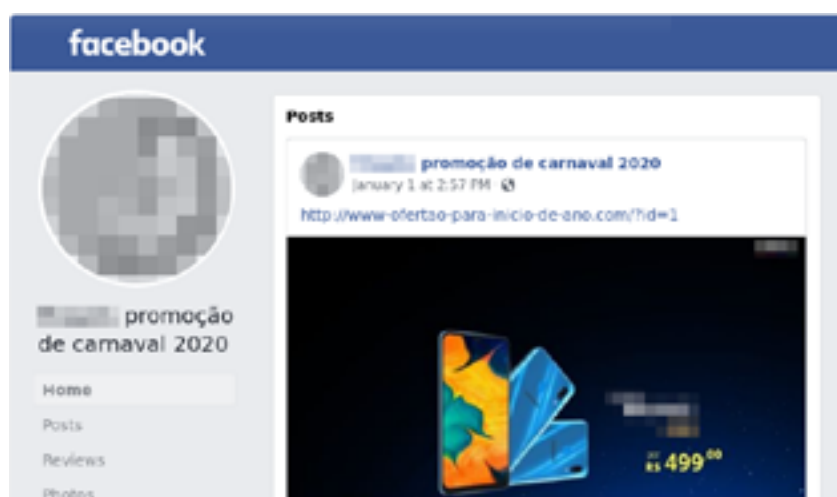 facebook
Posts
promoção de carnaval 2020
January 1 at 2:57 PM ·
http://www-ofertao-para-inicio-de-ano.com/?id=1
promoção
de carnaval 2020
Home
Posts
Reviews
Photos
R$ 499,00